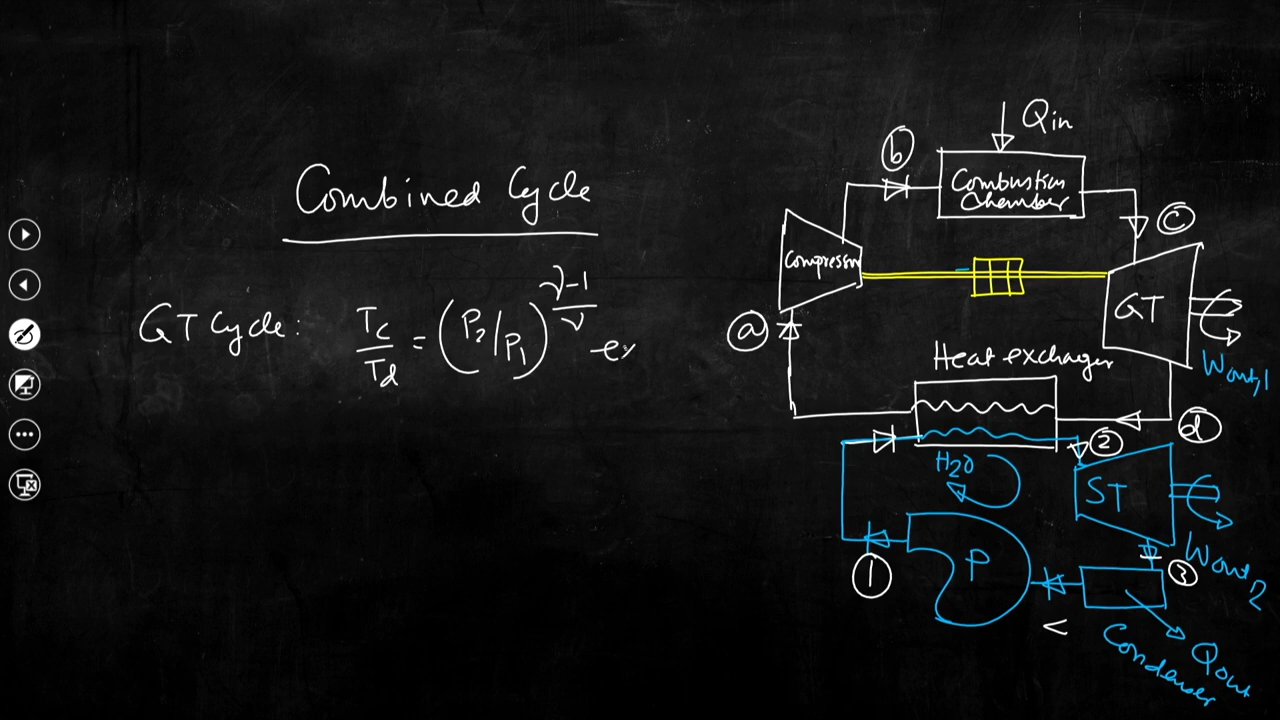 Combined Cycle
GT Cycle: Tc/Td = (P2/P1)^(γ-1)/γ
Qin
b
Combustion
Chamber
c
Compressor
GT
a
Wout,1
Heat exchager
d
2
H2O
ST
1
P
Wout2
3
<
Condenser
Qout